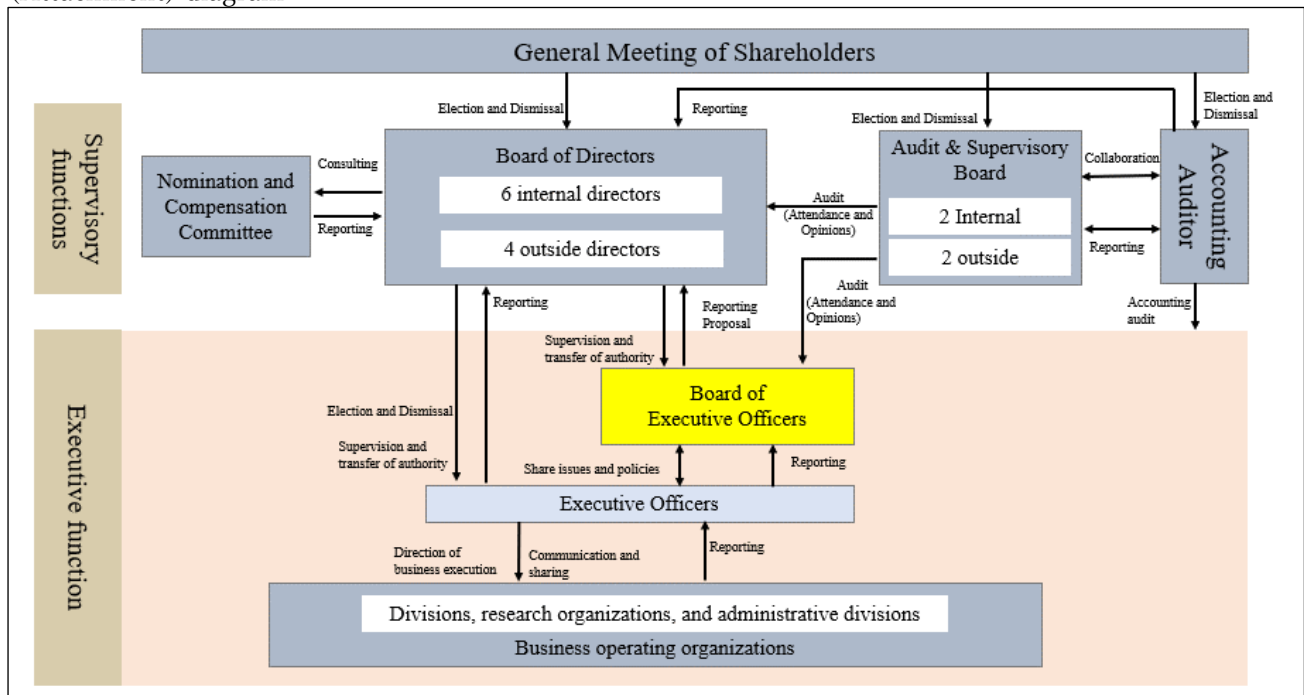 (Attachment) diagram
General Meeting of Shareholders
Supervisory
functions
Election and Dismissal
Reporting
Election and Dismissal
Election and
Dismissal
Nomination and
Compensation
Committee
Consulting
Reporting
Board of Directors
6 internal directors
4 outside directors
Audit
(Attendance and
Opinions)
Audit & Supervisory
Board
2 Internal
2 outside
Collaboration
Reporting
Accounting
Auditor
Reporting
Reporting
Proposal
Audit
(Attendance and
Opinions)
Accounting
audit
Executive function
Supervision and
transfer of authority
Board of
Executive Officers
Election and Dismissal
Supervision and
transfer of authority
Share issues and policies
Reporting
Executive Officers
Direction of
business execution
Communication and
sharing
Reporting
Divisions, research organizations, and administrative divisions
Business operating organizations